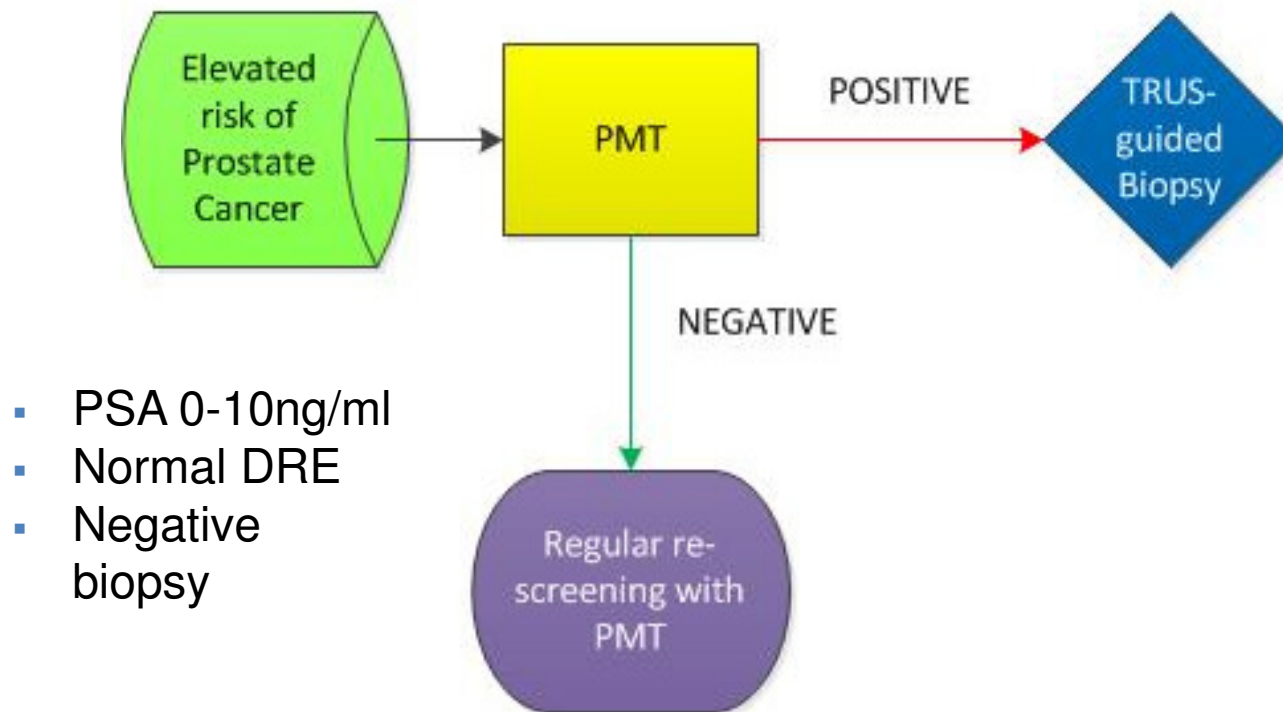 Elevated
risk of
Prostate
Cancer
PMT
POSITIVE
TRUS-
guided
Biopsy
NEGATIVE
▪ PSA 0-10ng/ml
▪ Normal DRE
▪ Negative
biopsy
Regular re-
screening with
PMT